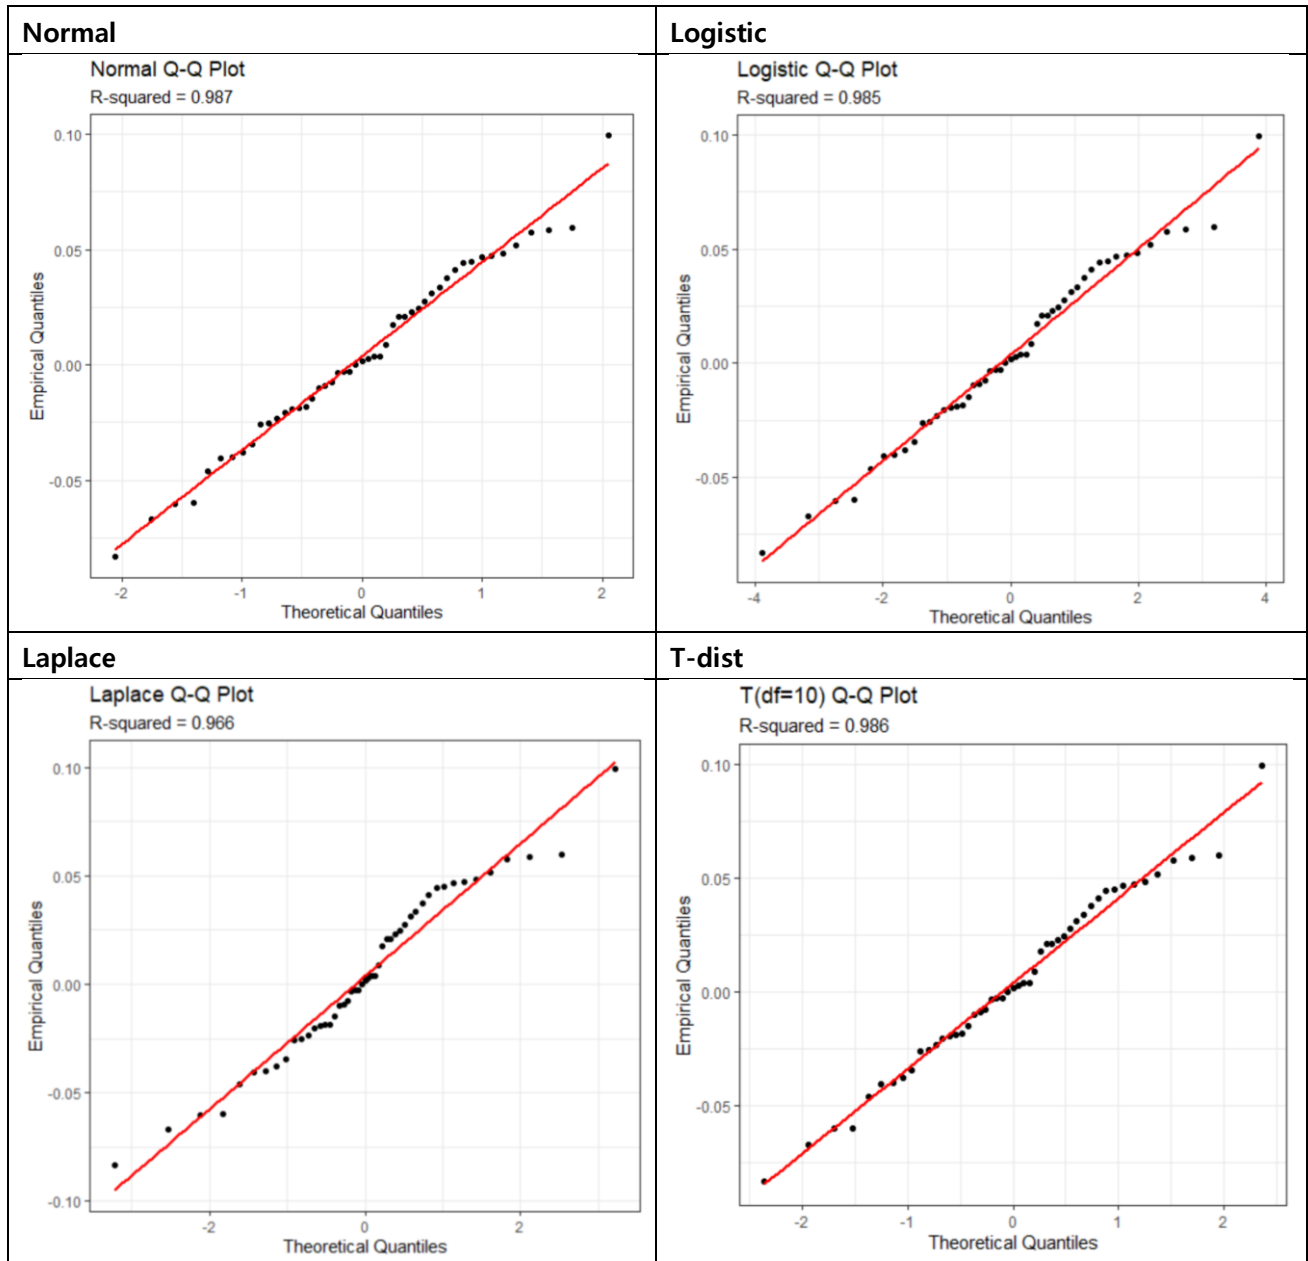 Normal
Logistic
Normal Q-Q Plot
R-squared = 0.987
0.10
0.05
0.00
-0.05
Empirical Quantiles
-2
-1
0
1
2
Theoretical Quantiles
Logistic Q-Q Plot
R-squared = 0.985
0.10
0.05
0.00
-0.05
Empirical Quantiles
-4
-2
0
2
4
Theoretical Quantiles
Laplace
T-dist
Laplace Q-Q Plot
R-squared = 0.966
0.10
0.05
0.00
-0.05
-0.10
Empirical Quantiles
-2
0
2
Theoretical Quantiles
T(df=10) Q-Q Plot
R-squared = 0.986
0.10
0.05
0.00
-0.05
Empirical Quantiles
-2
-1
0
1
2
Theoretical Quantiles